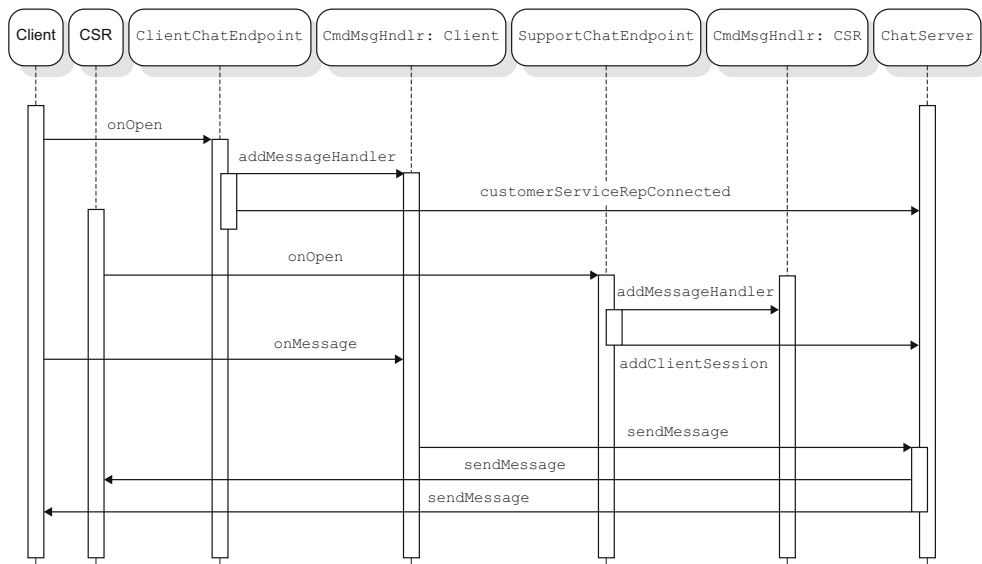 Client
CSR
ClientChatEndpoint
CmdMsgHndlr: Client
SupportChatEndpoint
CmdMsgHndlr: CSR
ChatServer
onOpen
addMessageHandler
customerServiceRepConnected
onOpen
addMessageHandler
onMessage
addClientSession
sendMessage
sendMessage
sendMessage